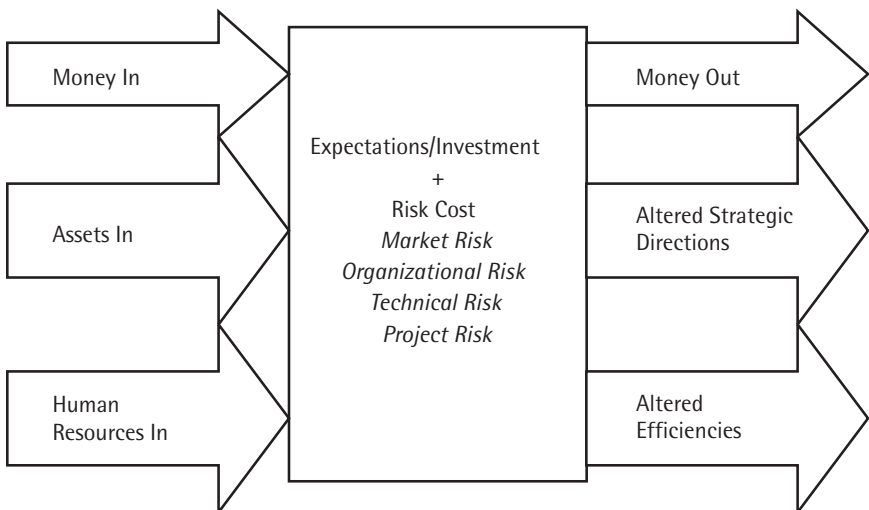 Money In
Assets In
Human
Resources In
Expectations/Investment
+
Risk Cost
Market Risk
Organizational Risk
Technical Risk
Project Risk
Money Out
Altered Strategic
Directions
Altered
Efficiencies